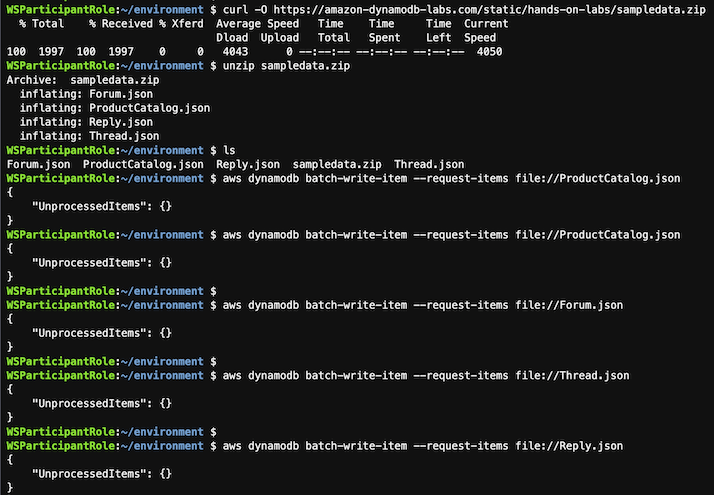 WSParticipantRole:~/environment $ curl -O https://amazon-dynamodb-labs.com/static/hands-on-labs/sampledata.zip
  % Total    % Received % Xferd  Average Speed   Time    Time     Time  Current
                                 Dload  Upload   Total   Spent    Left  Speed
100  1997  100  1997    0     0   4043      0 --:--:-- --:--:-- --:--:--  4050
WSParticipantRole:~/environment $ unzip sampledata.zip
Archive:  sampledata.zip
  inflating: Forum.json
  inflating: ProductCatalog.json
  inflating: Reply.json
  inflating: Thread.json
WSParticipantRole:~/environment $ ls
Forum.json  ProductCatalog.json  Reply.json  sampledata.zip  Thread.json
WSParticipantRole:~/environment $ aws dynamodb batch-write-item --request-items file://ProductCatalog.json
{
    "UnprocessedItems": {}
}
WSParticipantRole:~/environment $ aws dynamodb batch-write-item --request-items file://ProductCatalog.json
{
    "UnprocessedItems": {}
}
WSParticipantRole:~/environment $
WSParticipantRole:~/environment $ aws dynamodb batch-write-item --request-items file://Forum.json
{
    "UnprocessedItems": {}
}
WSParticipantRole:~/environment $
WSParticipantRole:~/environment $ aws dynamodb batch-write-item --request-items file://Thread.json
{
    "UnprocessedItems": {}
}
WSParticipantRole:~/environment $
WSParticipantRole:~/environment $ aws dynamodb batch-write-item --request-items file://Reply.json
{
    "UnprocessedItems": {}
}